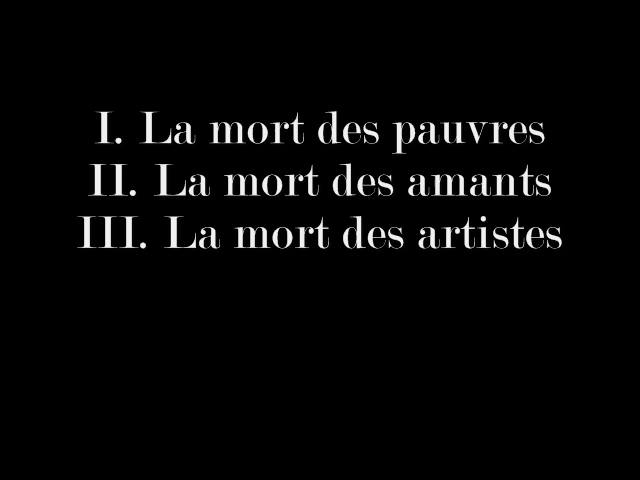 I. La mort des pauvres
II. La mort des amants
III. La mort des artistes